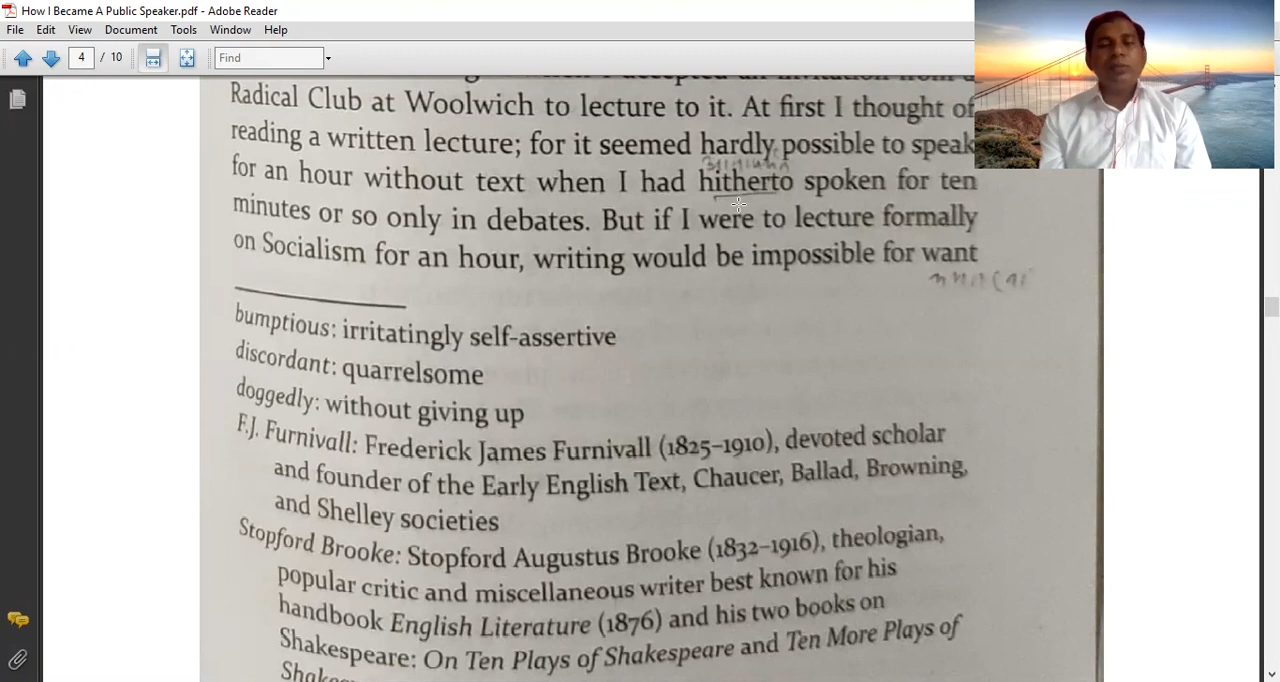 How I Became A Public Speaker.pdf - Adobe Reader
File Edit View Document Tools Window Help
4 / 10 Find
Radical Club at Woolwich to lecture to it. At first I thought of
reading a written lecture; for it seemed hardly possible to speak
for an hour without text when I had hitherto spoken for ten
minutes or so only in debates. But if I were to lecture formally
on Socialism for an hour, writing would be impossible for want
bumptious: irritatingly self-assertive
discordant: quarrelsome
doggedly: without giving up
F.J. Furnivall: Frederick James Furnivall (1825–1910), devoted scholar
and founder of the Early English Text, Chaucer, Ballad, Browning,
and Shelley societies
Stopford Brooke: Stopford Augustus Brooke (1832–1916), theologian,
popular critic and miscellaneous writer best known for his
handbook English Literature (1876) and his two books on
Shakespeare: On Ten Plays of Shakespeare and Ten More Plays of